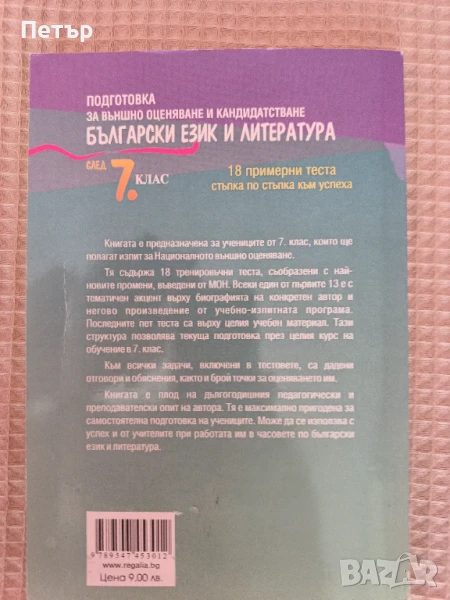 Петър
ПОДГОТОВКА
ЗА ВЪНШНО ОЦЕНЯВАНЕ И КАНДИДАТСТВАНЕ
БЪЛГАРСКИ ЕЗИК И ЛИТЕРАТУРА
СЛЕД 7. КЛАС
18 примерни теста
стъпка по стъпка към успеха
Книгата е предназначена за учениците от 7. клас, които ще
полагат изпит за Националното външно оценяване.
Тя съдържа 18 тренировъчни теста, съобразени с най-
новите промени, въведени от МОН. Всеки един от първите 13 е с
тематичен акцент върху биографията на конкретен автор и
негово произведение от учебно-изпитната програма.
Последните пет теста са върху целия учебен материал. Тази
структура позволява текуща подготовка през целия курс на
обучение в 7. клас.
Към всички задачи, включени в тестовете, са дадени
отговори и обяснения, както и брой точки за оценяването им.
Книгата е плод на дългогодишния педагогически и
преподавателски опит на автора. Тя е максимално пригодена за
самостоятелна подготовка на учениците. Може да се използва с
успех и от учителите при работата им в часовете по български
език и литература.
9 789547 453012
www.regalia.bg
Цена 9,00 лв.
bazar